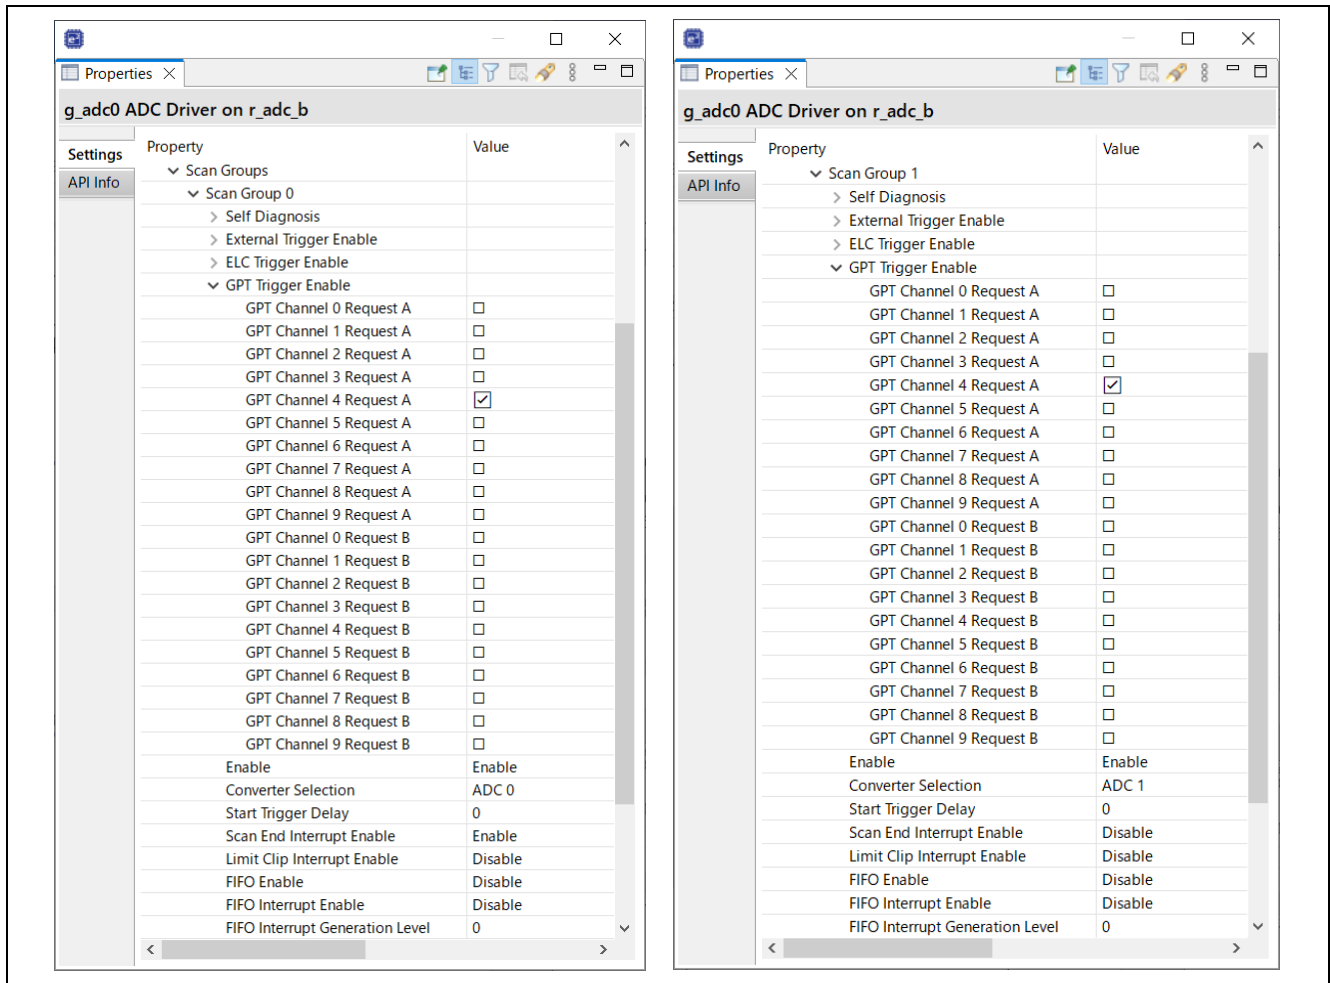 Properties
g_adc0 ADC Driver on r_adc_b
Settings
API Info
Property Value
Scan Groups
Scan Group 0
Self Diagnosis
External Trigger Enable
ELC Trigger Enable
GPT Trigger Enable
GPT Channel 0 Request A
GPT Channel 1 Request A
GPT Channel 2 Request A
GPT Channel 3 Request A
GPT Channel 4 Request A
GPT Channel 5 Request A
GPT Channel 6 Request A
GPT Channel 7 Request A
GPT Channel 8 Request A
GPT Channel 9 Request A
GPT Channel 0 Request B
GPT Channel 1 Request B
GPT Channel 2 Request B
GPT Channel 3 Request B
GPT Channel 4 Request B
GPT Channel 5 Request B
GPT Channel 6 Request B
GPT Channel 7 Request B
GPT Channel 8 Request B
GPT Channel 9 Request B
Enable Enable
Converter Selection ADC 0
Start Trigger Delay 0
Scan End Interrupt Enable Enable
Limit Clip Interrupt Enable Disable
FIFO Enable Disable
FIFO Interrupt Enable Disable
FIFO Interrupt Generation Level 0
Properties
g_adc0 ADC Driver on r_adc_b
Settings
API Info
Property Value
Scan Group 1
Self Diagnosis
External Trigger Enable
ELC Trigger Enable
GPT Trigger Enable
GPT Channel 0 Request A
GPT Channel 1 Request A
GPT Channel 2 Request A
GPT Channel 3 Request A
GPT Channel 4 Request A
GPT Channel 5 Request A
GPT Channel 6 Request A
GPT Channel 7 Request A
GPT Channel 8 Request A
GPT Channel 9 Request A
GPT Channel 0 Request B
GPT Channel 1 Request B
GPT Channel 2 Request B
GPT Channel 3 Request B
GPT Channel 4 Request B
GPT Channel 5 Request B
GPT Channel 6 Request B
GPT Channel 7 Request B
GPT Channel 8 Request B
GPT Channel 9 Request B
Enable Enable
Converter Selection ADC 1
Start Trigger Delay 0
Scan End Interrupt Enable Disable
Limit Clip Interrupt Enable Disable
FIFO Enable Disable
FIFO Interrupt Enable Disable
FIFO Interrupt Generation Level 0